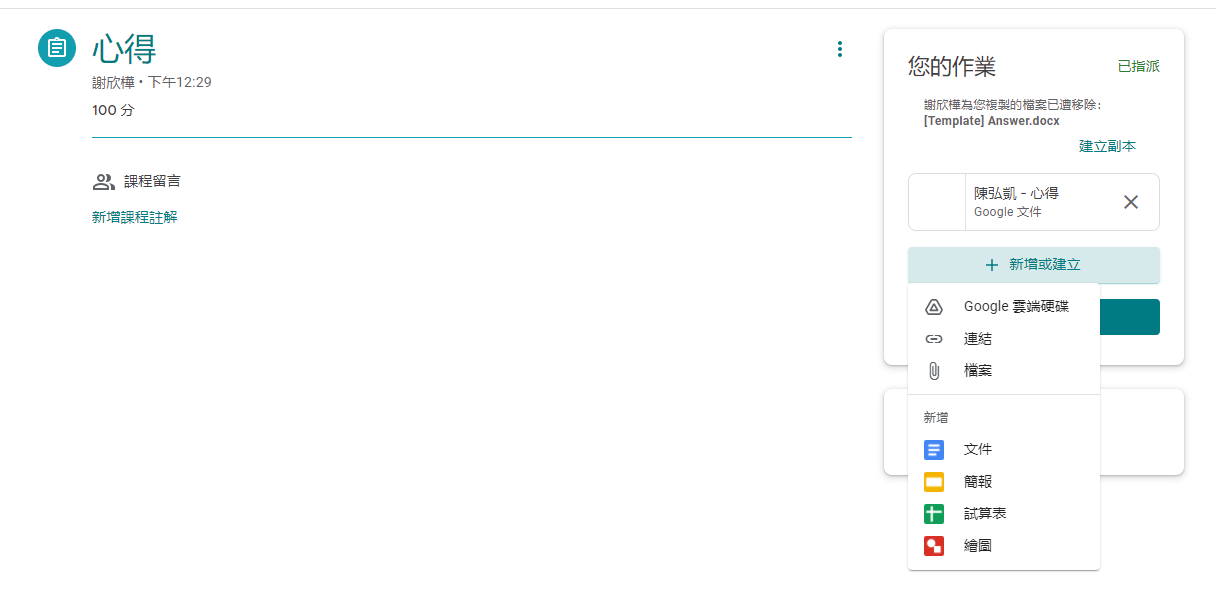 心得
謝欣樺 • 下午12:29
100 分
課程留言
新增課程註解
您的作業
已指派
謝欣樺為您複製的檔案已遭移除:
[Template] Answer.docx
建立副本
陳弘凱 - 心得
Google 文件
新增或建立
Google 雲端硬碟
連結
檔案
新增
文件
簡報
試算表
繪圖